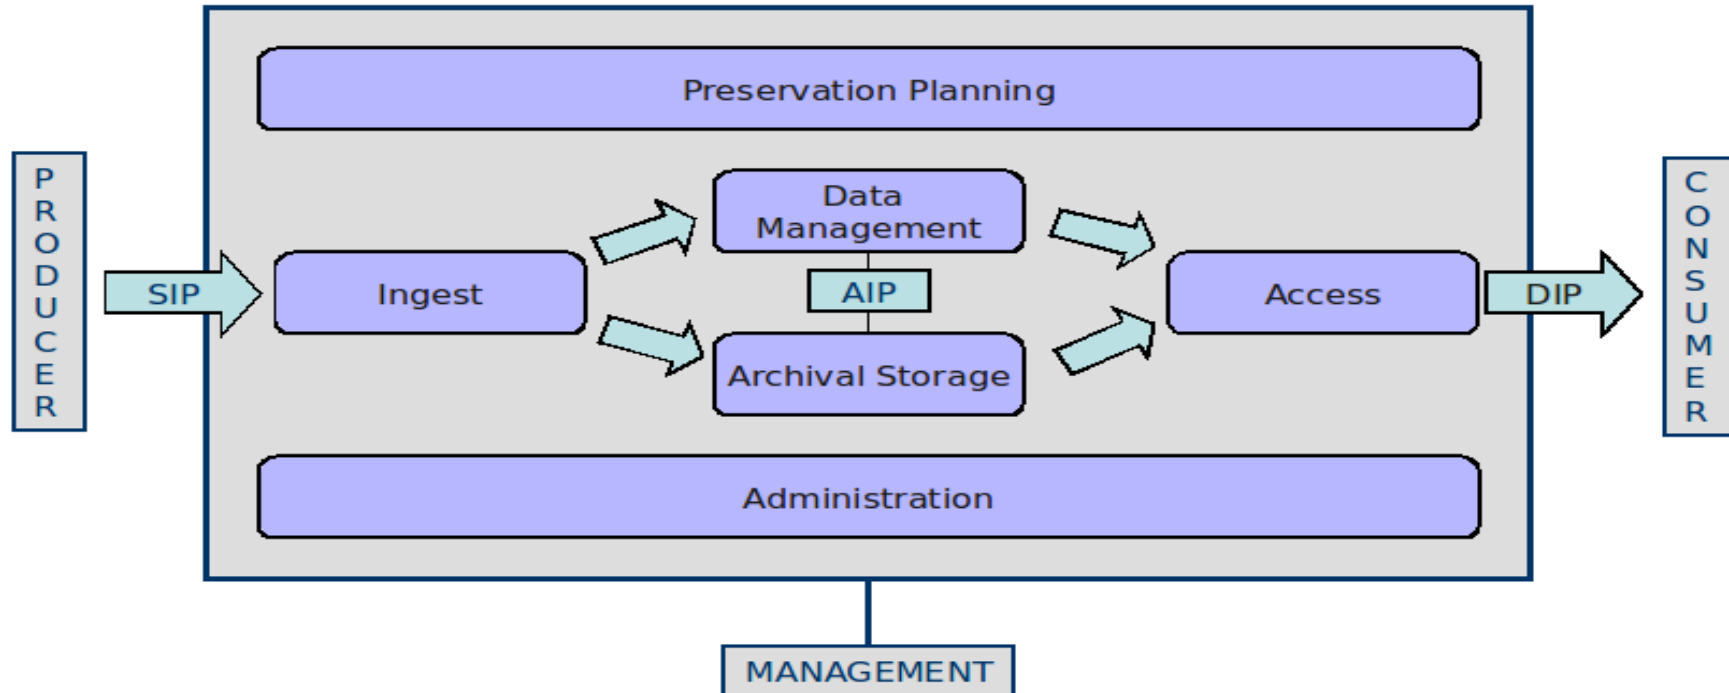 Preservation Planning
PRODUCER
SIP
Ingest
Data
Management
AIP
Archival Storage
Access
DIP
CONSUMER
Administration
MANAGEMENT